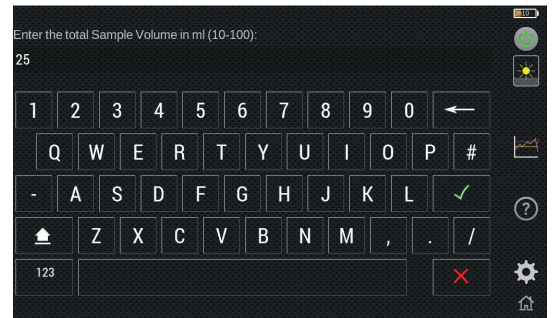 Enter the total Sample Volume in ml (10-100):
25
1 2 3 4 5 6 7 8 9 0
Q W E R T Y U I O P #
- A S D F G H J K L
Z X C V B N M , . /
123
?